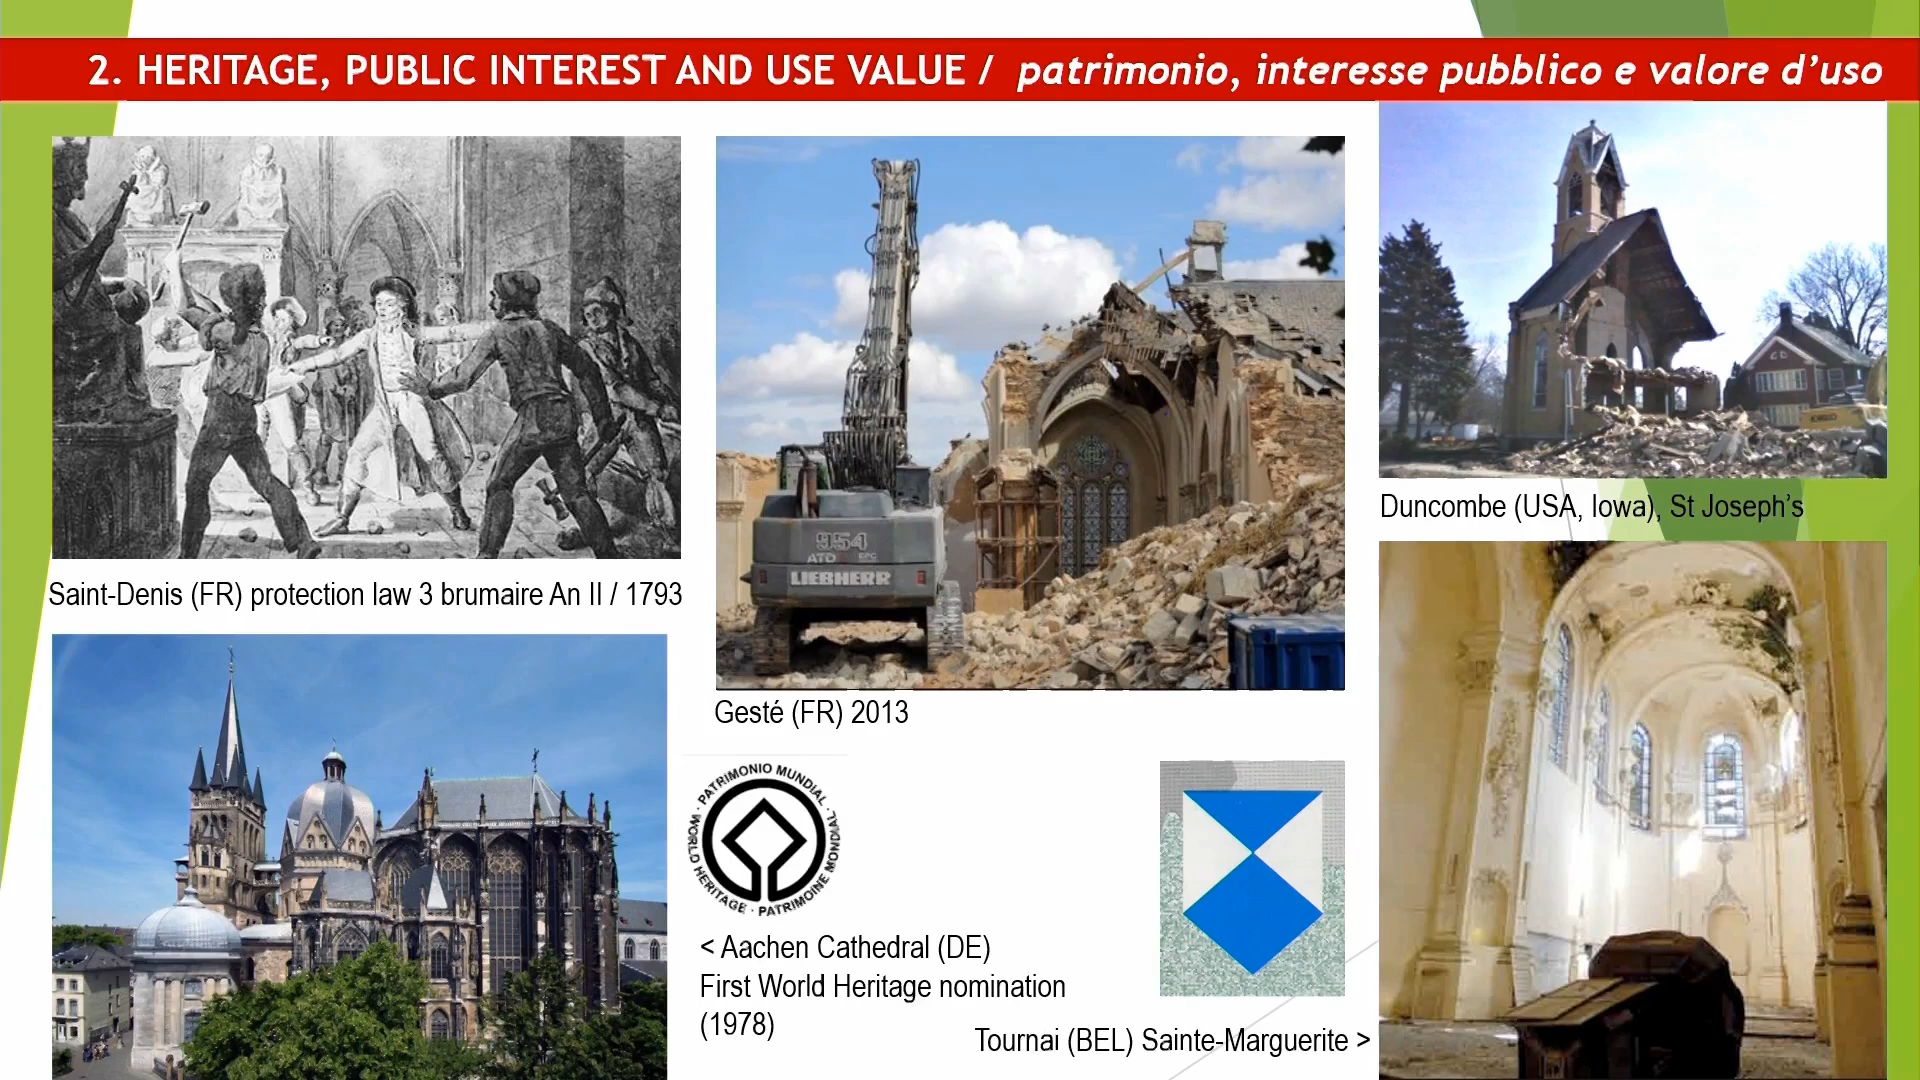 2. HERITAGE, PUBLIC INTEREST AND USE VALUE / patrimonio, interesse pubblico e valore d’uso
Saint-Denis (FR) protection law 3 brumaire An II / 1793
954
ATD EPC
LIEBHERR
Gesté (FR) 2013
Duncombe (USA, Iowa), St Joseph’s
· PATRIMONIO MUNDIAL · WORLD HERITAGE · PATRIMOINE MONDIAL
< Aachen Cathedral (DE)
First World Heritage nomination
(1978)
Tournai (BEL) Sainte-Marguerite >